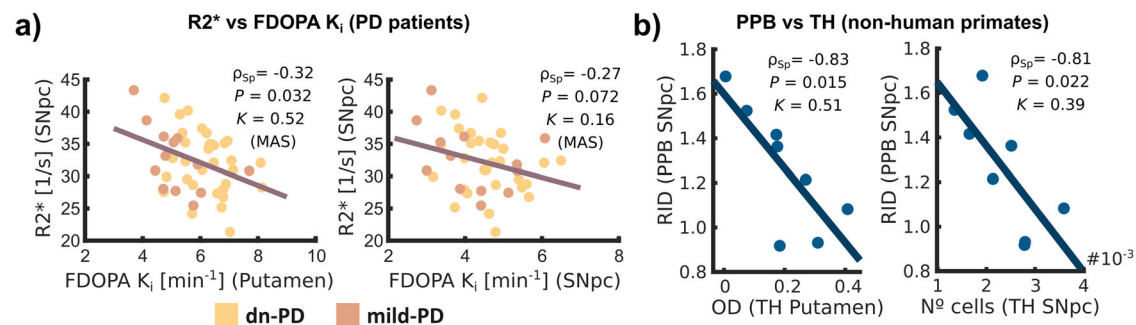 a)
R2* vs FDOPA Ki (PD patients)
ρSp= -0.32
P = 0.032
K = 0.52
(MAS)
45
40
35
30
25
20
R2* [1/s] (SNpc)
2
4
6
8
10
FDOPA Ki [min-1] (Putamen)
ρSp= -0.27
P = 0.072
K = 0.16
(MAS)
45
40
35
30
25
20
R2* [1/s] (SNpc)
2
4
6
8
FDOPA Ki [min-1] (SNpc)
dn-PD
mild-PD
b)
PPB vs TH (non-human primates)
ρSp= -0.83
P = 0.015
K = 0.51
1.8
1.6
1.4
1.2
1.0
0.8
RID (PPB SNpc)
0
0.2
0.4
OD (TH Putamen)
ρSp= -0.81
P = 0.022
K = 0.39
1.8
1.6
1.4
1.2
1.0
0.8
RID (PPB SNpc)
1
2
3
4
#10-3
Nº cells (TH SNpc)